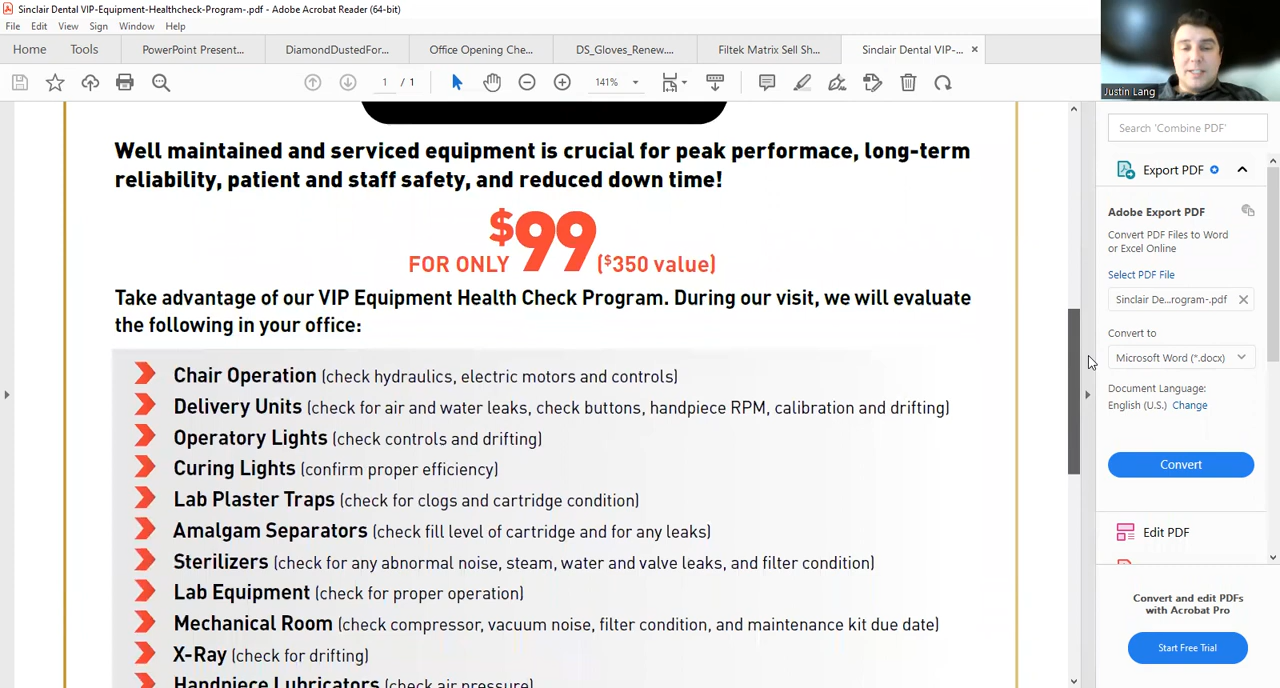 Sinclair Dental VIP-Equipment-Healthcheck-Program-.pdf - Adobe Acrobat Reader (64-bit)
File Edit View Sign Window Help
Home Tools PowerPoint Present... DiamondDustedFor... Office Opening Che... DS_Gloves_Renew.... Filtek Matrix Sell Sh... Sinclair Dental VIP-... ×
1 / 1 141%
Justin Lang
Well maintained and serviced equipment is crucial for peak performace, long-term
reliability, patient and staff safety, and reduced down time!
FOR ONLY $99 ($350 value)
Take advantage of our VIP Equipment Health Check Program. During our visit, we will evaluate
the following in your office:
Chair Operation (check hydraulics, electric motors and controls)
Delivery Units (check for air and water leaks, check buttons, handpiece RPM, calibration and drifting)
Operatory Lights (check controls and drifting)
Curing Lights (confirm proper efficiency)
Lab Plaster Traps (check for clogs and cartridge condition)
Amalgam Separators (check fill level of cartridge and for any leaks)
Sterilizers (check for any abnormal noise, steam, water and valve leaks, and filter condition)
Lab Equipment (check for proper operation)
Mechanical Room (check compressor, vacuum noise, filter condition, and maintenance kit due date)
X-Ray (check for drifting)
Handpiece Lubricators (check air pressure)
Search 'Combine PDF'
Export PDF
Adobe Export PDF
Convert PDF Files to Word
or Excel Online
Select PDF File
Sinclair De...rogram-.pdf
Convert to
Microsoft Word (*.docx)
Document Language:
English (U.S.) Change
Convert
Edit PDF
Convert and edit PDFs
with Acrobat Pro
Start Free Trial